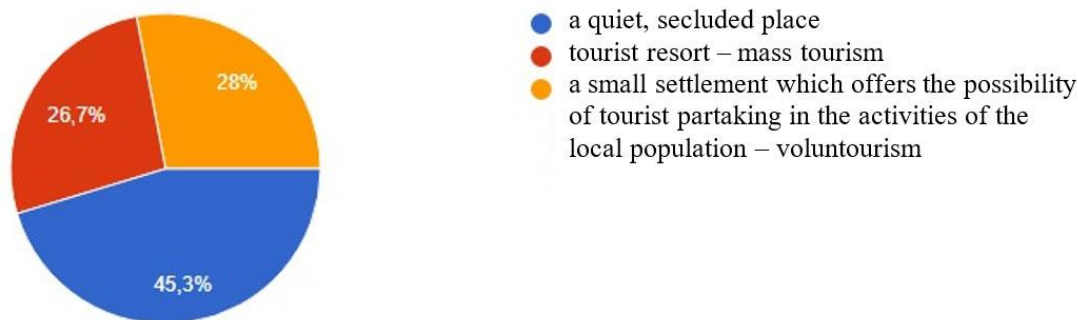 28%
26,7%
45,3%
a quiet, secluded place
tourist resort – mass tourism
a small settlement which offers the possibility
of tourist partaking in the activities of the
local population – voluntourism